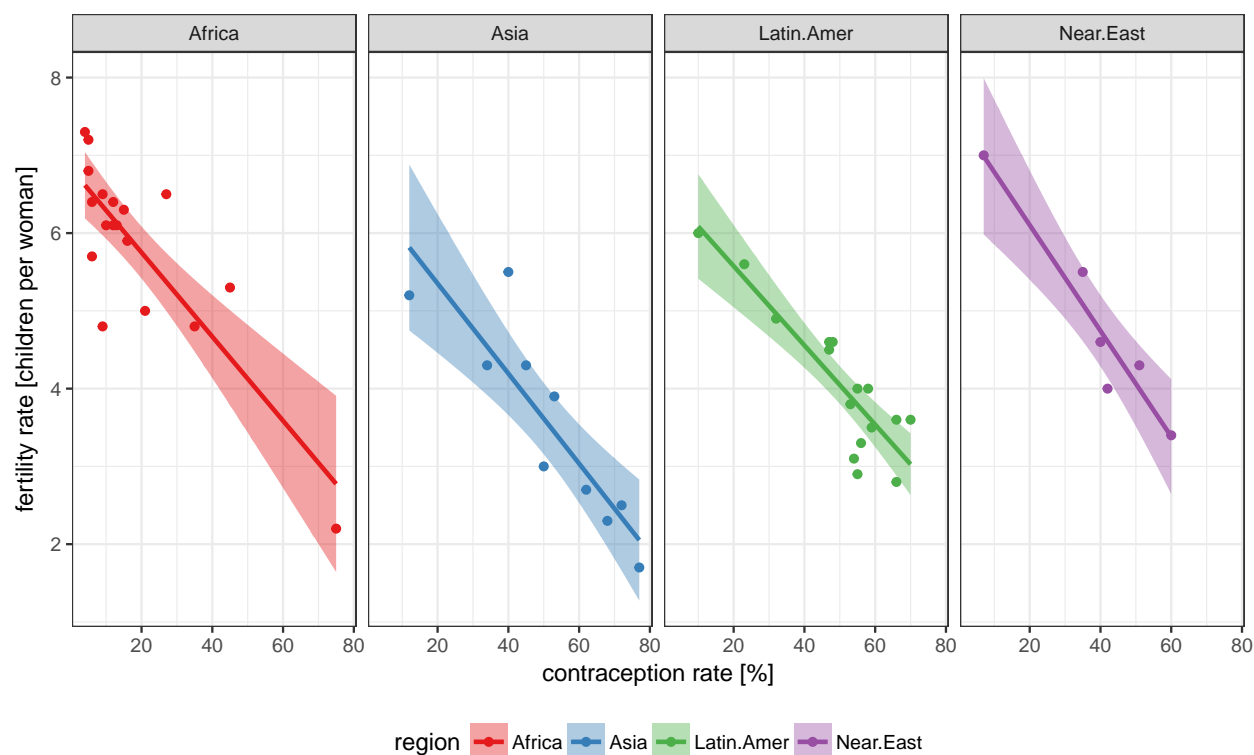 Africa Asia Latin.Amer Near.East
8
6
4
2
20 40 60 80 20 40 60 80 20 40 60 80 20 40 60 80
fertility rate [children per woman]
contraception rate [%]
region Africa Asia Latin.Amer Near.East